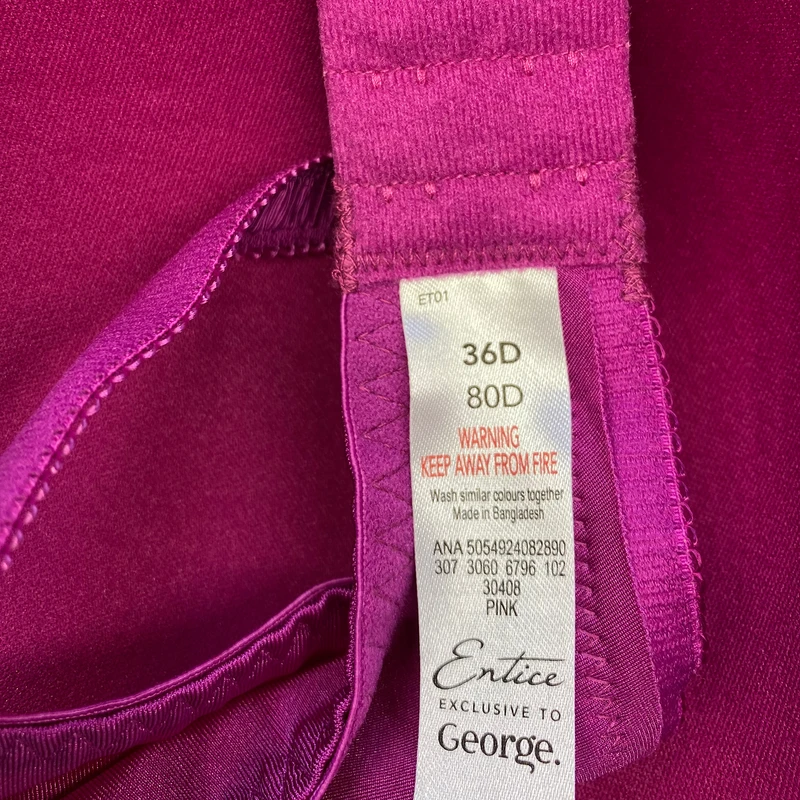 ET01
36D
80D
WARNING
KEEP AWAY FROM FIRE
Wash similar colours together
Made in Bangladesh
ANA 5054924082890
307 3060 6796 102
30408
PINK
Entice
EXCLUSIVE TO
George.